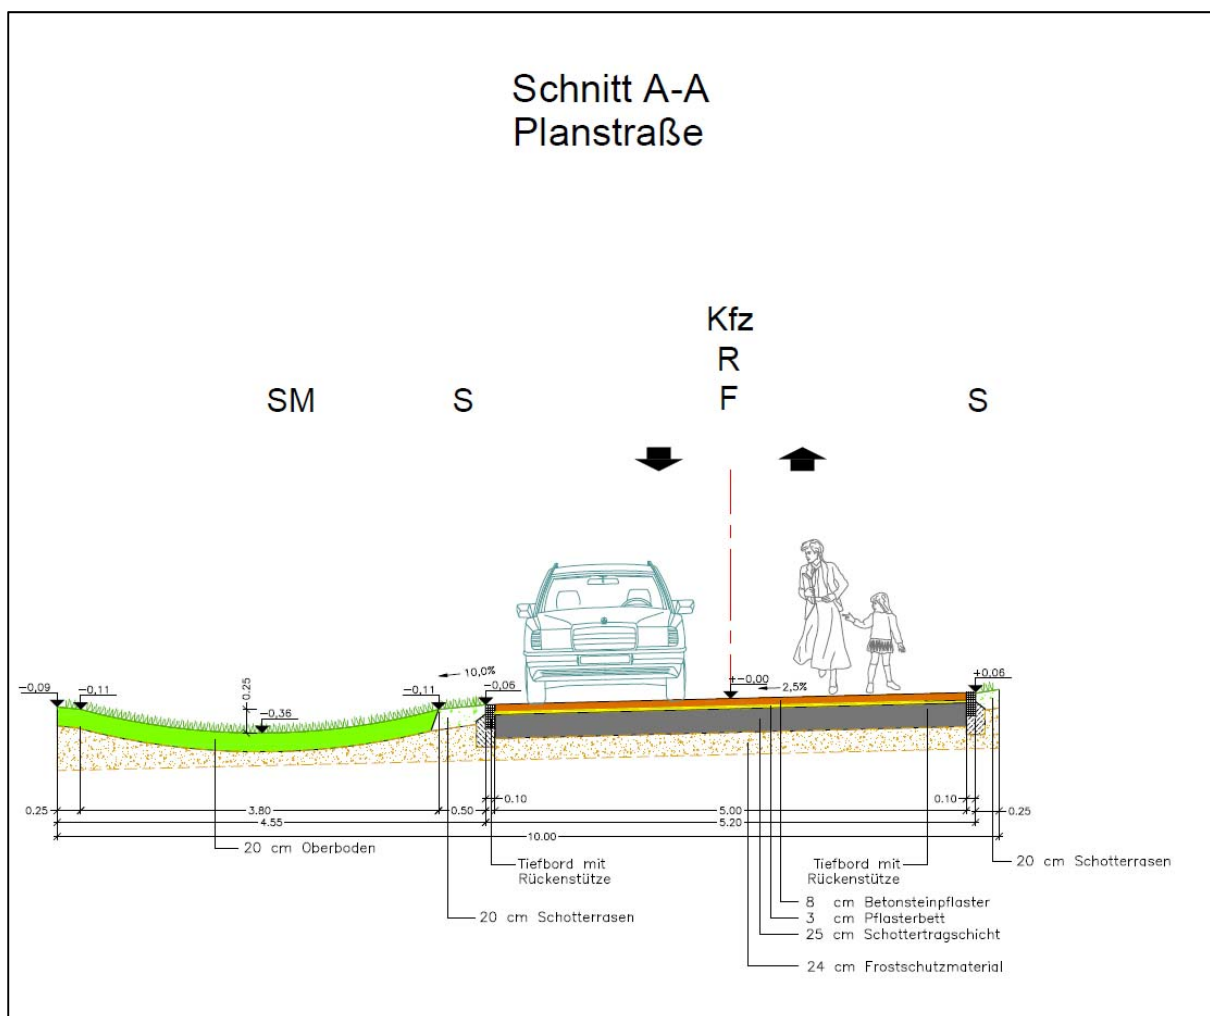 Schnitt A-A
Planstraße
Kfz
R
F
SM
S
S
10,0%
-0,09
-0,11
0.25
-0,36
-0,11
-0,06
+-0,00
2,5%
+0,06
0.25
3.80
0.50
0.10
5.00
0.10
0.25
4.55
5.20
10.00
20 cm Oberboden
Tiefbord mit
Rückenstütze
Tiefbord mit
Rückenstütze
20 cm Schotterrasen
20 cm Schotterrasen
8 cm Betonsteinpflaster
3 cm Pflasterbett
25 cm Schottertragschicht
24 cm Frostschutzmaterial